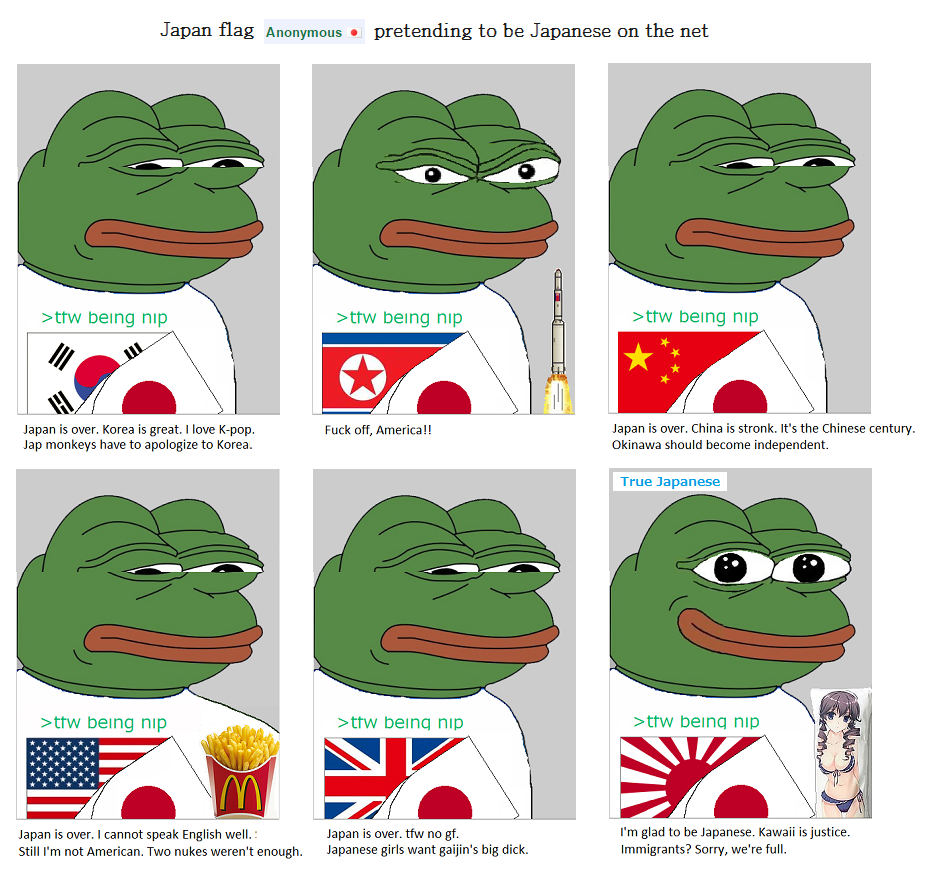 Japan flag Anonymous pretending to be Japanese on the net
>tfw being nip
>tfw being nip
>tfw being nip
Japan is over. Korea is great. I love K-pop.
Jap monkeys have to apologize to Korea.
Fuck off, America!!
Japan is over. China is stronk. It's the Chinese century.
Okinawa should become independent.
True Japanese
>tfw being nip
>tfw being nip
>tfw being nip
Japan is over. I cannot speak English well.
Still I'm not American. Two nukes weren't enough.
Japan is over. tfw no gf.
Japanese girls want gaijin's big dick.
I'm glad to be Japanese. Kawaii is justice.
Immigrants? Sorry, we're full.